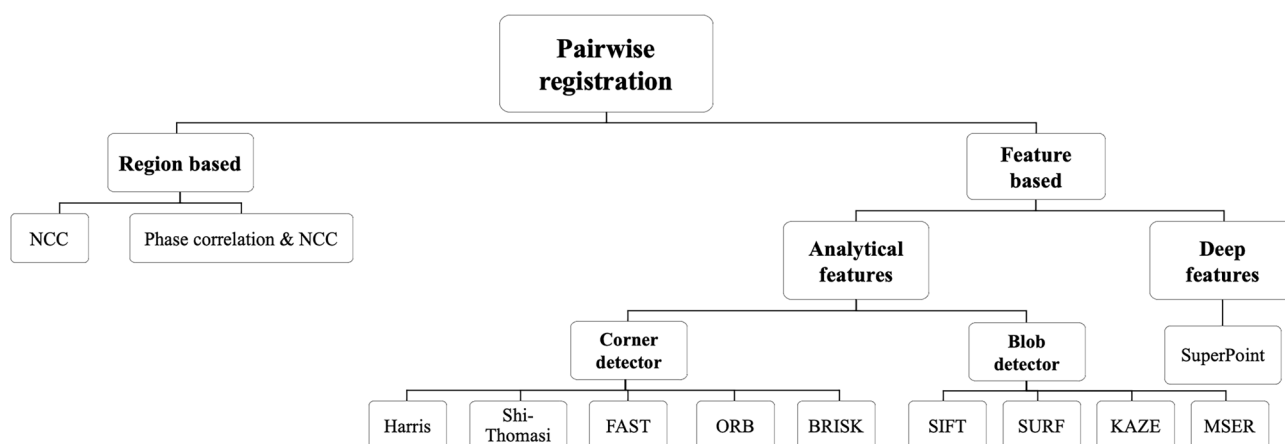 Pairwise
registration
Region based
Feature
based
NCC
Phase correlation & NCC
Analytical
features
Deep
features
Corner
detector
Blob
detector
SuperPoint
Harris
Shi-
Thomasi
FAST
ORB
BRISK
SIFT
SURF
KAZE
MSER